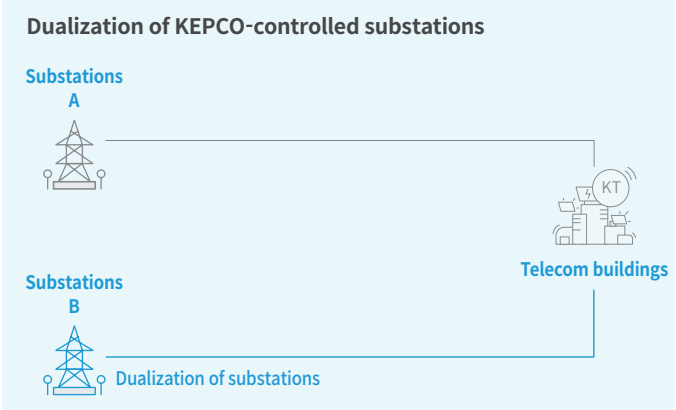 Dualization of KEPCO-controlled substations
Substations
A
KT
Telecom buildings
Substations
B
Dualization of substations